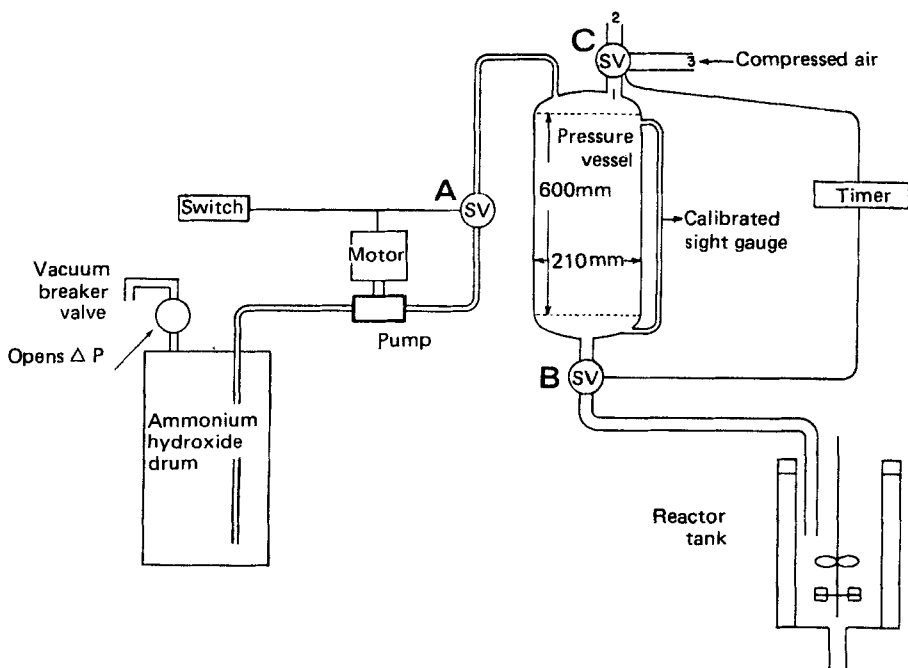 2
C
SV
3
Compressed air
1
Pressure
vessel
600mm
A
SV
Switch
Timer
Calibrated
sight gauge
Motor
210mm
Vacuum
breaker
valve
Pump
Opens Δ P
B
SV
Ammonium
hydroxide
drum
Reactor
tank